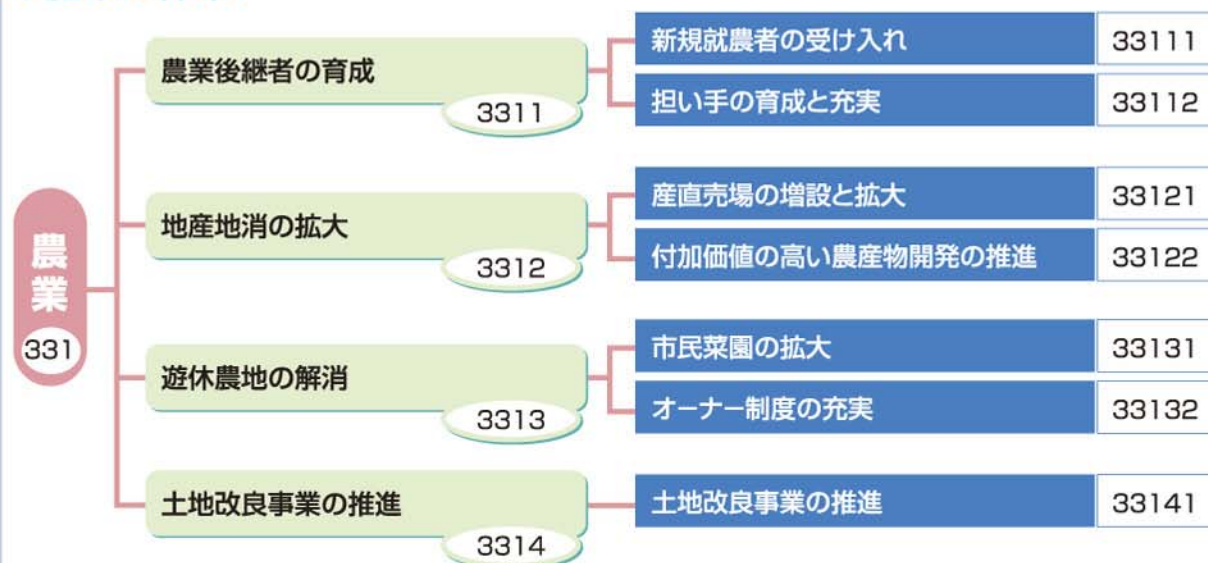 農業
331
農業後継者の育成
3311
新規就農者の受け入れ
33111
担い手の育成と充実
33112
地産地消の拡大
3312
産直売場の増設と拡大
33121
付加価値の高い農産物開発の推進
33122
遊休農地の解消
3313
市民菜園の拡大
33131
オーナー制度の充実
33132
土地改良事業の推進
3314
土地改良事業の推進
33141